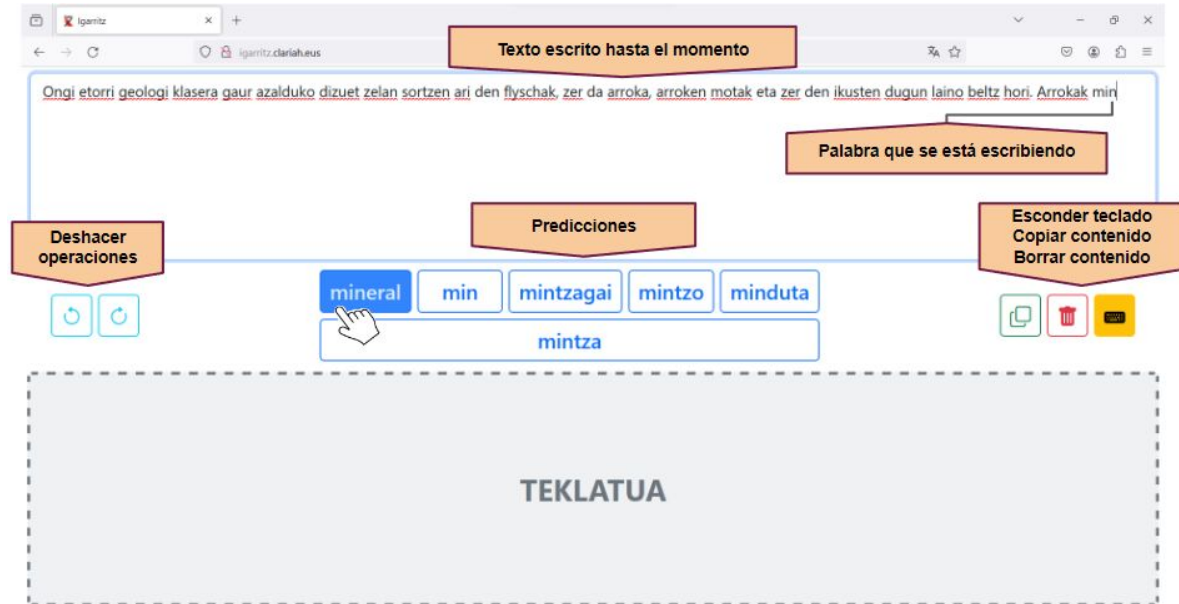 Igarritz
igarritz.clariah.eus
Texto escrito hasta el momento
Ongi etorri geologi klasera gaur azalduko dizuet zelan sortzen ari den flyschak, zer da arroka, arroken motak eta zer den ikusten dugun laino beltz hori. Arrokak min
Palabra que se está escribiendo
Deshacer
operaciones
Predicciones
Esconder teclado
Copiar contenido
Borrar contenido
mineral min mintzagai mintzo minduta
mintza
TEKLATUA